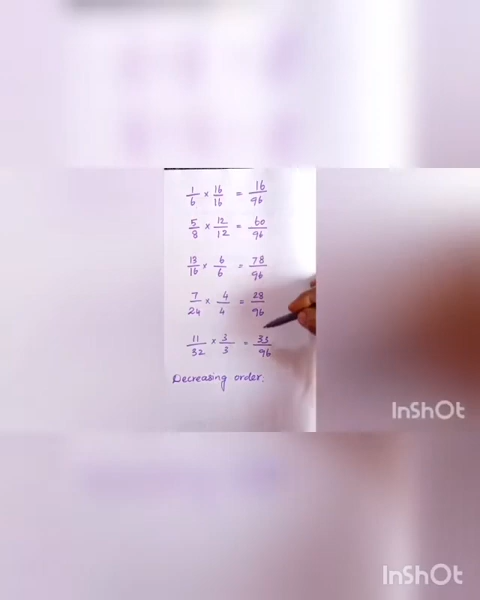 1/6 × 16/16 = 16/96
5/8 × 12/12 = 60/96
13/16 × 6/6 = 78/96
7/24 × 4/4 = 28/96
11/32 × 3/3 = 33/96
Decreasing order:
InShOt
InShOt